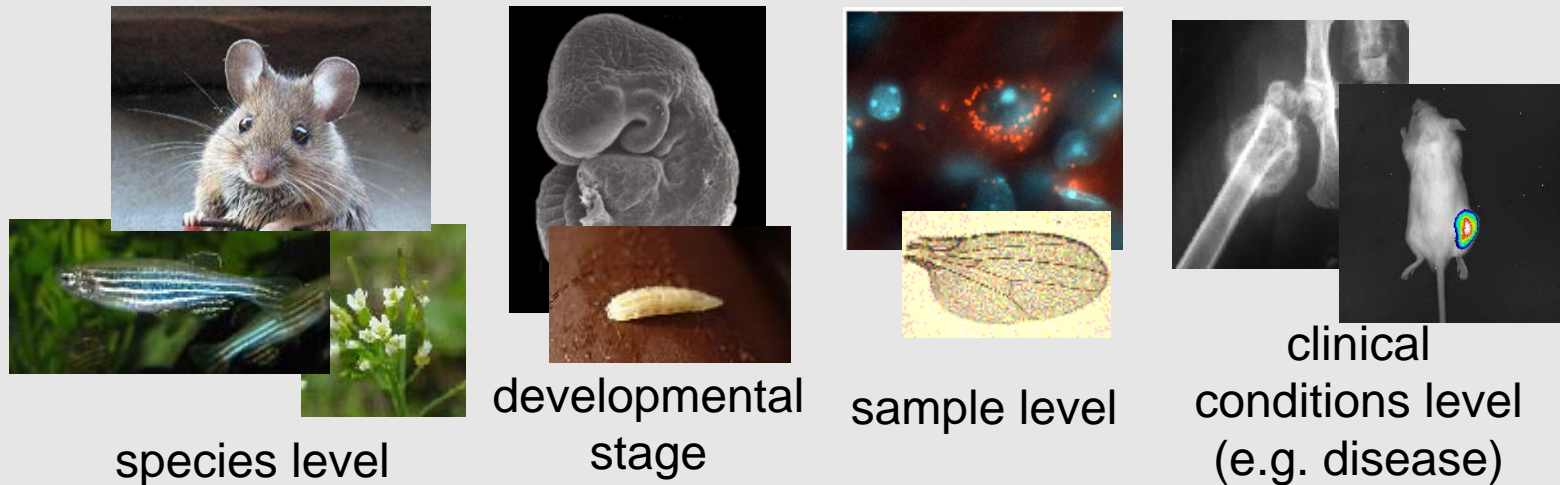 species level
developmental
stage
sample level
clinical
conditions level
(e.g. disease)